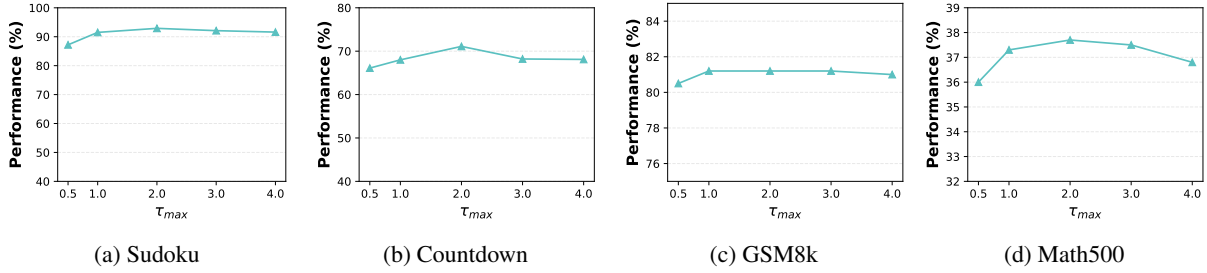 Performance (%)
100
90
80
70
60
50
40
0.5 1.0 2.0 3.0 4.0
τmax
(a) Sudoku
Performance (%)
80
70
60
50
40
0.5 1.0 2.0 3.0 4.0
τmax
(b) Countdown
Performance (%)
84
82
80
78
76
0.5 1.0 2.0 3.0 4.0
τmax
(c) GSM8k
Performance (%)
39
38
37
36
35
34
33
32
0.5 1.0 2.0 3.0 4.0
τmax
(d) Math500